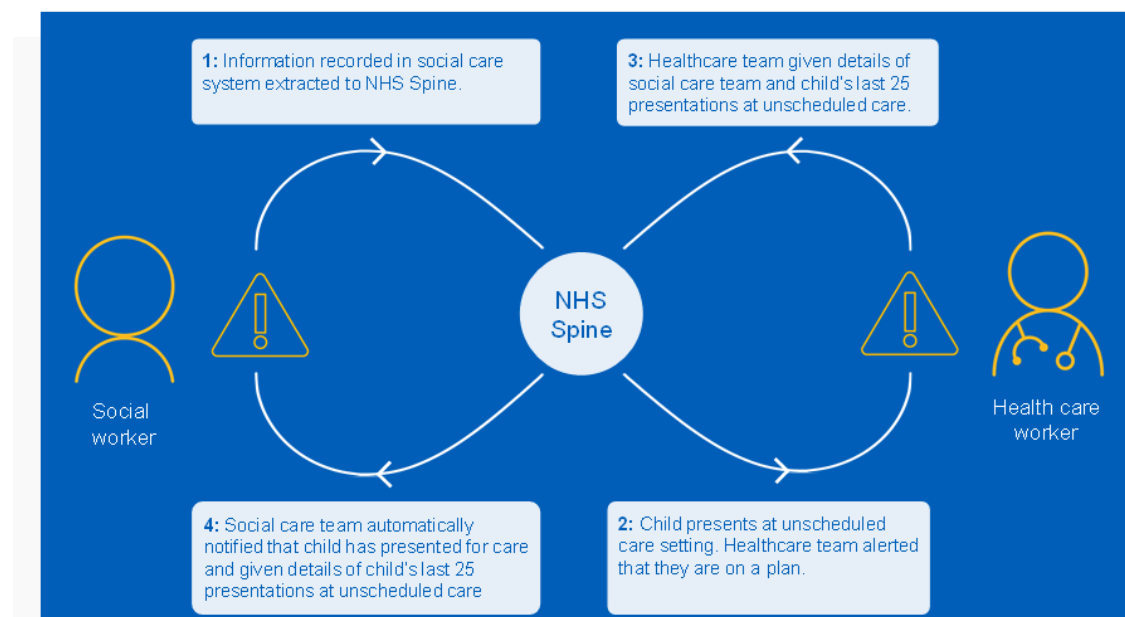 1: Information recorded in social care
system extracted to NHS Spine.
3: Healthcare team given details of
social care team and child's last 25
presentations at unscheduled care.
NHS
Spine
Social
worker
Health care
worker
4: Social care team automatically
notified that child has presented for care
and given details of child's last 25
presentations at unscheduled care
2: Child presents at unscheduled
care setting. Healthcare team alerted
that they are on a plan.